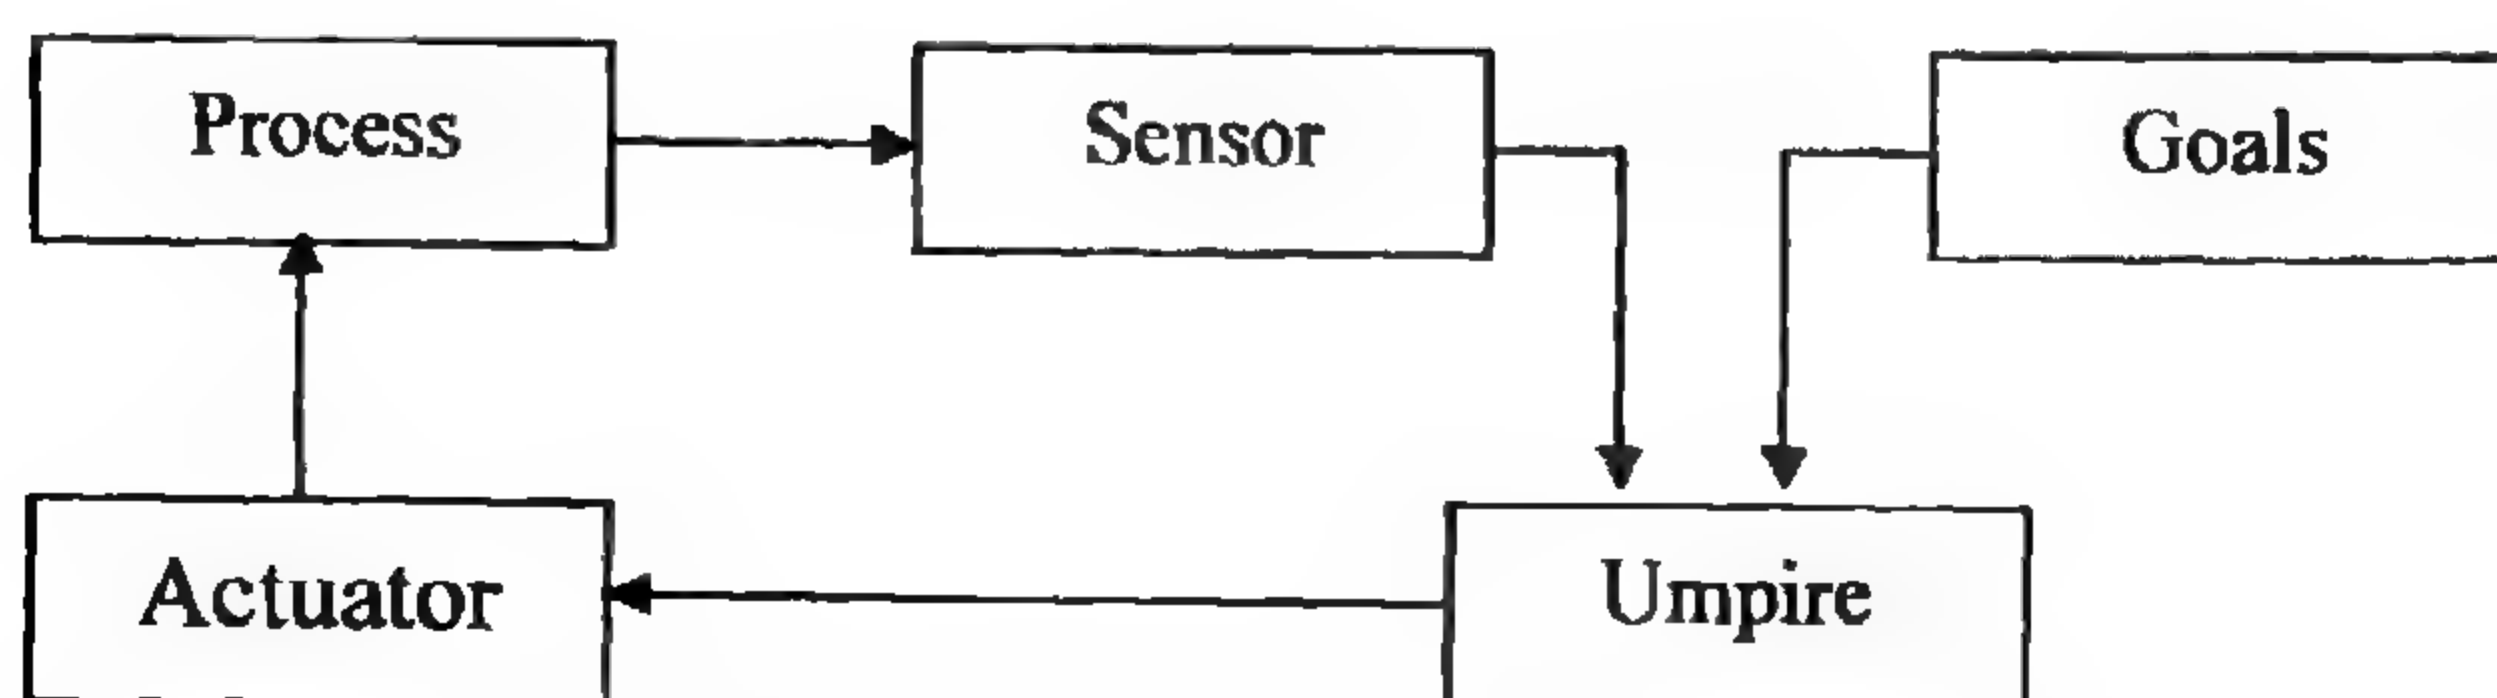 Process
Sensor
Goals
Actuator
Umpire